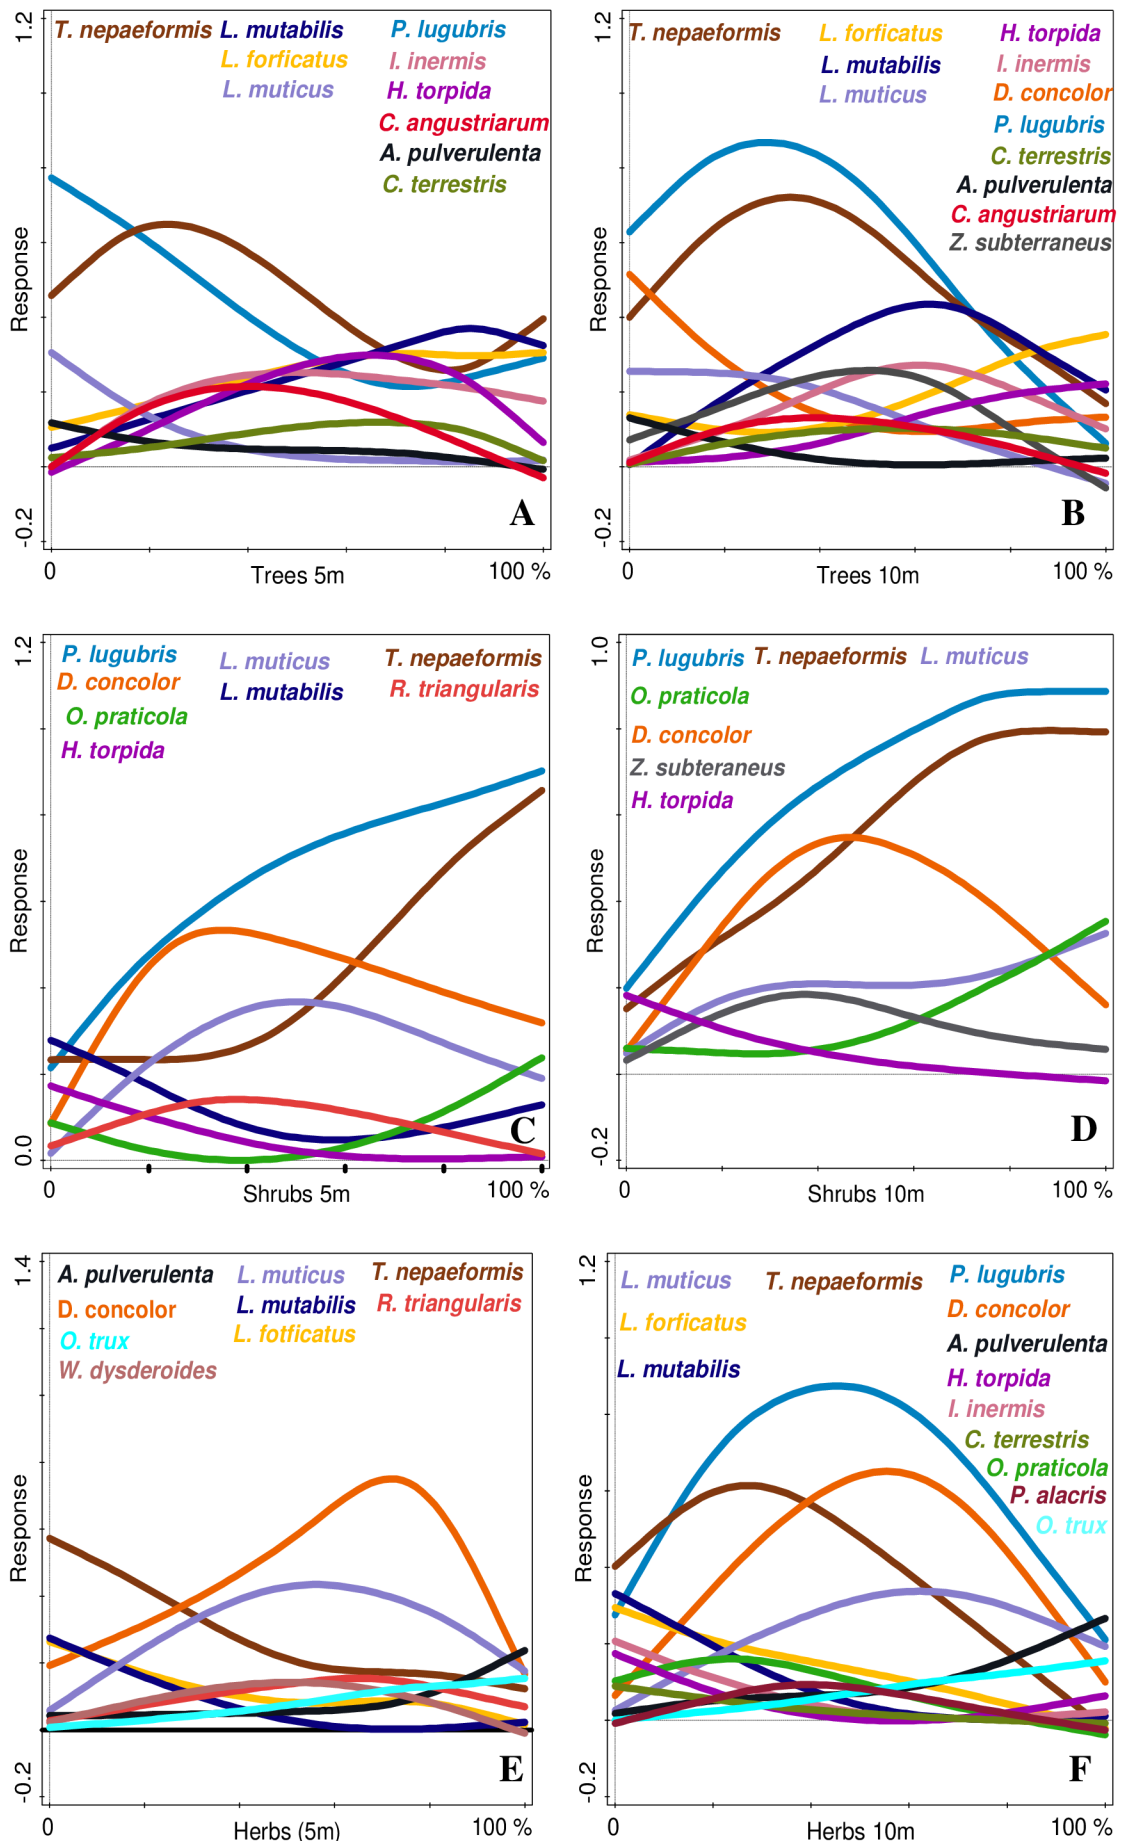 1.2
T. nepaeformis L. mutabilis P. lugubris
L. forficatus I. inermis
L. muticus H. torpida
C. angustriarum
A. pulverulenta
C. terrestris
Response
-0.2
A
0 Trees 5m 100 %
1.2
T. nepaeformis L. forficatus H. torpida
L. mutabilis I. inermis
L. muticus D. concolor
P. lugubris
C. terrestris
A. pulverulenta
C. angustriarum
Z. subterraneus
Response
-0.2
B
0 Trees 10m 100 %
1.2
P. lugubris L. muticus T. nepaeformis
D. concolor L. mutabilis R. triangularis
O. praticola
H. torpida
Response
0.0
C
0 Shrubs 5m 100 %
1.0
P. lugubris T. nepaeformis L. muticus
O. praticola
D. concolor
Z. subteraneus
H. torpida
Response
-0.2
D
0 Shrubs 10m 100 %
1.4
A. pulverulenta L. muticus T. nepaeformis
D. concolor L. mutabilis R. triangularis
O. trux L. fotficatus
W. dysderoides
Response
-0.2
E
0 Herbs (5m) 100 %
1.2
L. muticus T. nepaeformis P. lugubris
L. forficatus D. concolor
L. mutabilis A. pulverulenta
H. torpida
I. inermis
C. terrestris
O. praticola
P. alacris
O. trux
Response
-0.2
F
0 Herbs 10m 100 %